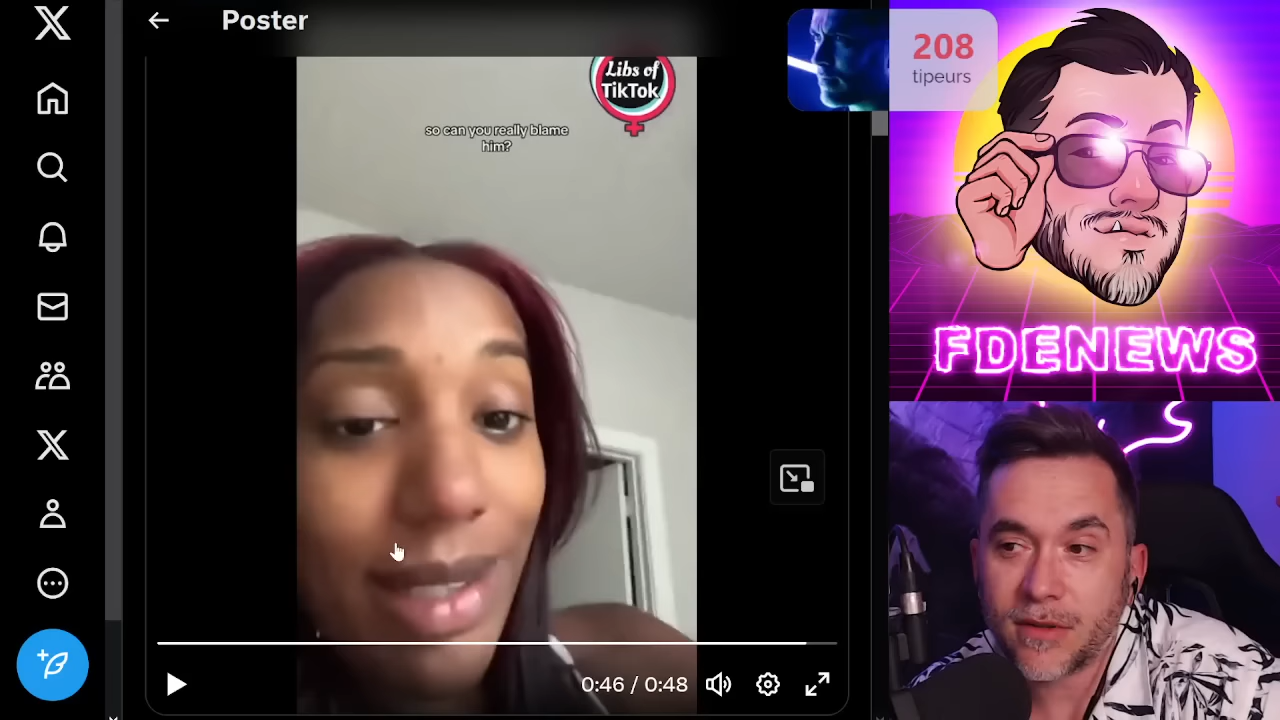 Poster
Libs of
TikTok
so can you really blame
him?
0:46 / 0:48
208
tipeurs
FDENEWS